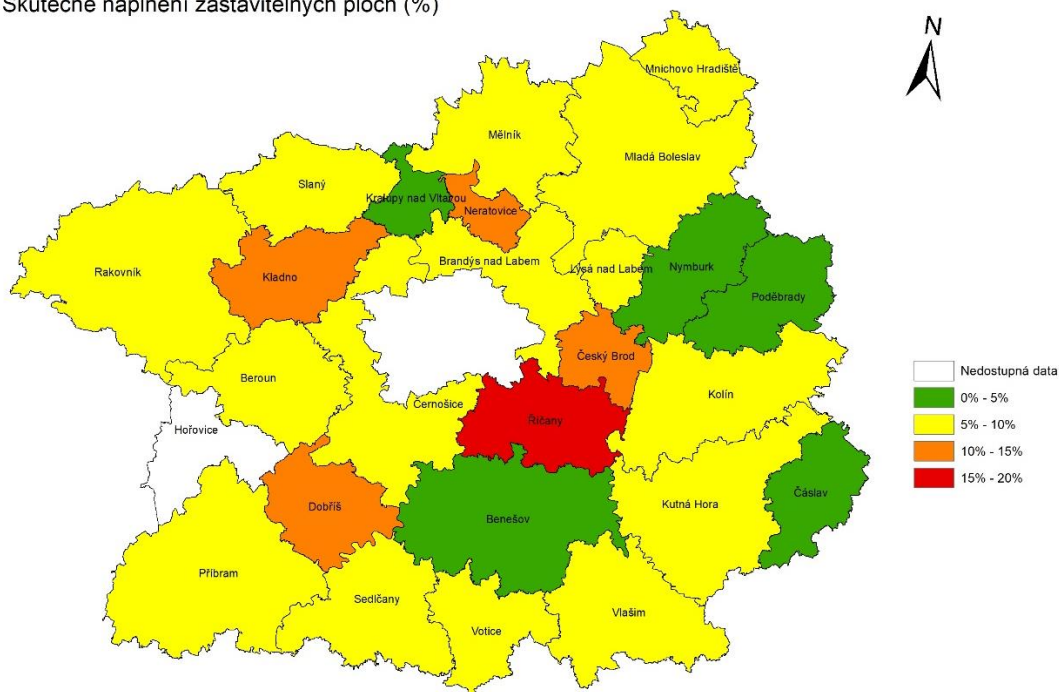 Skutečné naplnění zastavitelných ploch (%)
N
Mnichovo Hradiště
Mělník
Mladá Boleslav
Slaný
Kralupy nad Vltavou
Neratovice
Rakovník
Kladno
Brandýs nad Labem
Lysá nad Labem
Nymburk
Poděbrady
Český Brod
Beroun
Černošice
Kolín
Hořovice
Říčany
Dobříš
Benešov
Kutná Hora
Čáslav
Příbram
Sedlčany
Votice
Vlašim
Nedostupná data
0% - 5%
5% - 10%
10% - 15%
15% - 20%